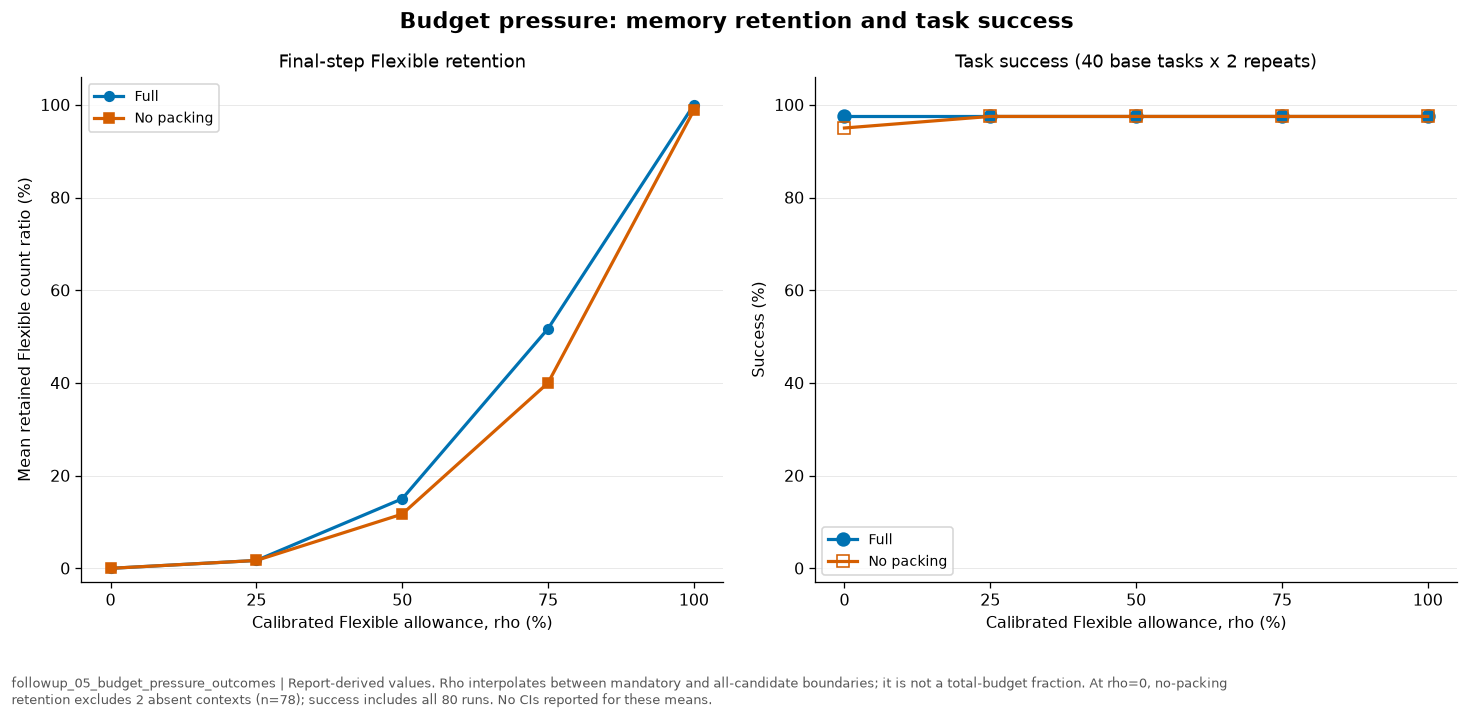 Budget pressure: memory retention and task success
Final-step Flexible retention
Full
No packing
Mean retained Flexible count ratio (%)
100
80
60
40
20
0
0 25 50 75 100
Calibrated Flexible allowance, rho (%)
Task success (40 base tasks x 2 repeats)
Success (%)
100
80
60
40
20
0
Full
No packing
0 25 50 75 100
Calibrated Flexible allowance, rho (%)
followup_05_budget_pressure_outcomes | Report-derived values. Rho interpolates between mandatory and all-candidate boundaries; it is not a total-budget fraction. At rho=0, no-packing
retention excludes 2 absent contexts (n=78); success includes all 80 runs. No CIs reported for these means.